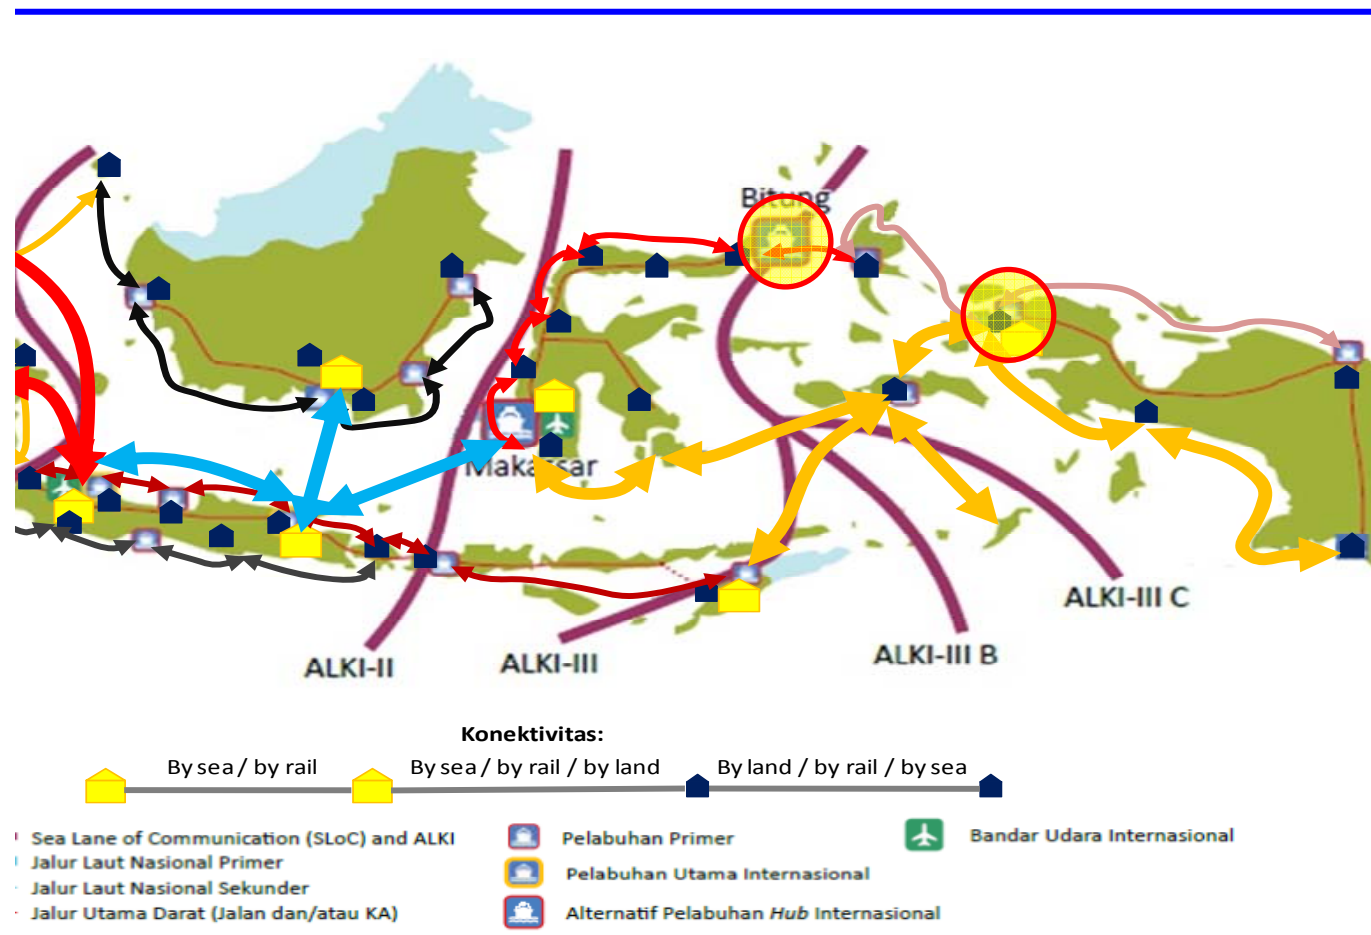 Bitung
Makassar
ALKI-III C
ALKI-II
ALKI-III
ALKI-III B
Konektivitas:
By sea / by rail
By sea / by rail / by land
By land / by rail / by sea
Sea Lane of Communication (SLoC) and ALKI
Jalur Laut Nasional Primer
Jalur Laut Nasional Sekunder
Jalur Utama Darat (Jalan dan/atau KA)
Pelabuhan Primer
Pelabuhan Utama Internasional
Alternatif Pelabuhan Hub Internasional
Bandar Udara Internasional